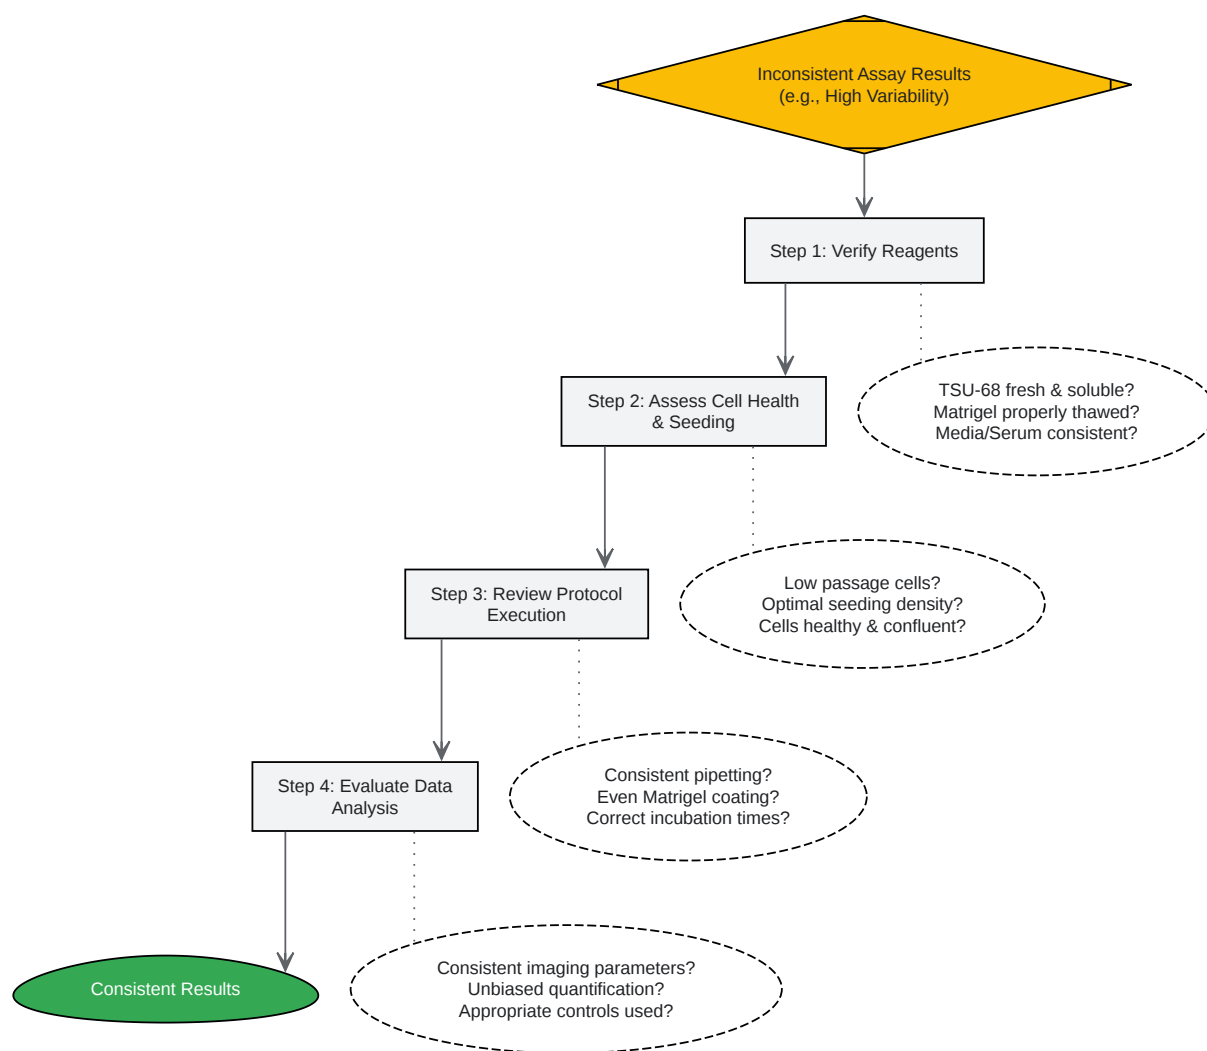 Inconsistent Assay Results
(e.g., High Variability)
Step 1: Verify Reagents
TSU-68 fresh & soluble?
Matrigel properly thawed?
Media/Serum consistent?
Step 2: Assess Cell Health
& Seeding
Low passage cells?
Optimal seeding density?
Cells healthy & confluent?
Step 3: Review Protocol
Execution
Consistent pipetting?
Even Matrigel coating?
Correct incubation times?
Step 4: Evaluate Data
Analysis
Consistent imaging parameters?
Unbiased quantification?
Appropriate controls used?
Consistent Results